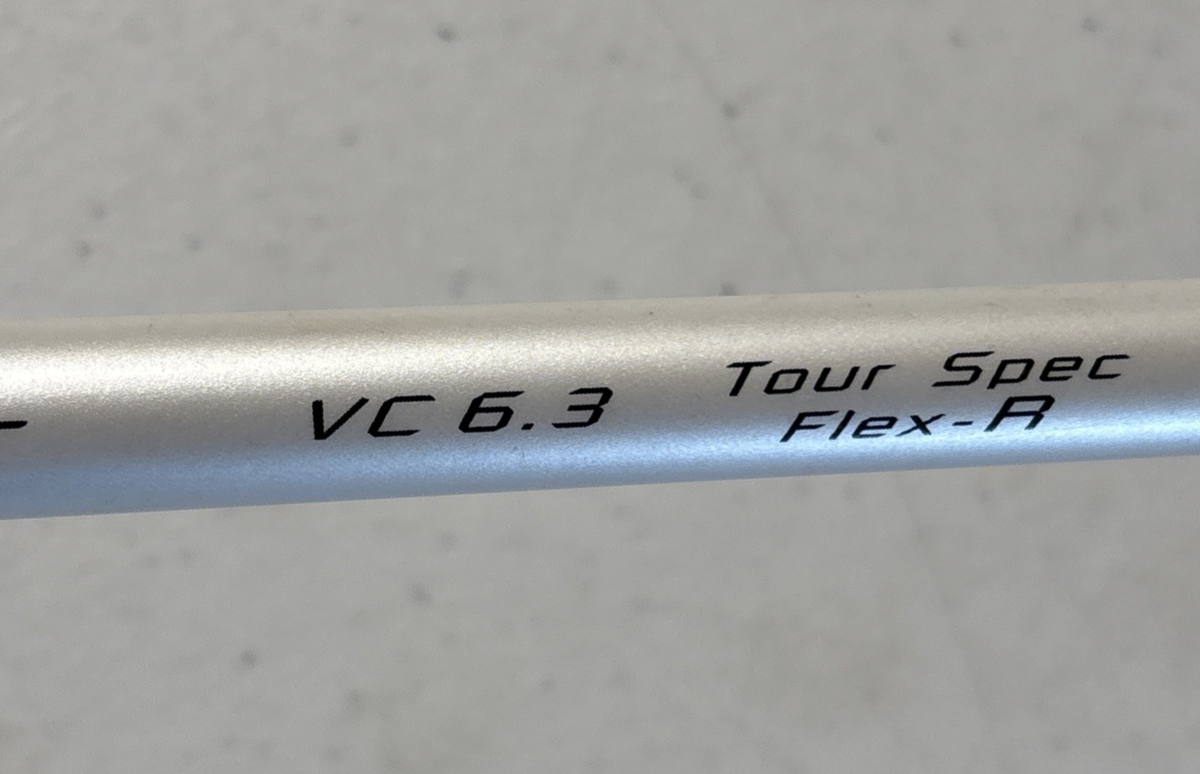 VC 6.3
Tour Spec
Flex-R